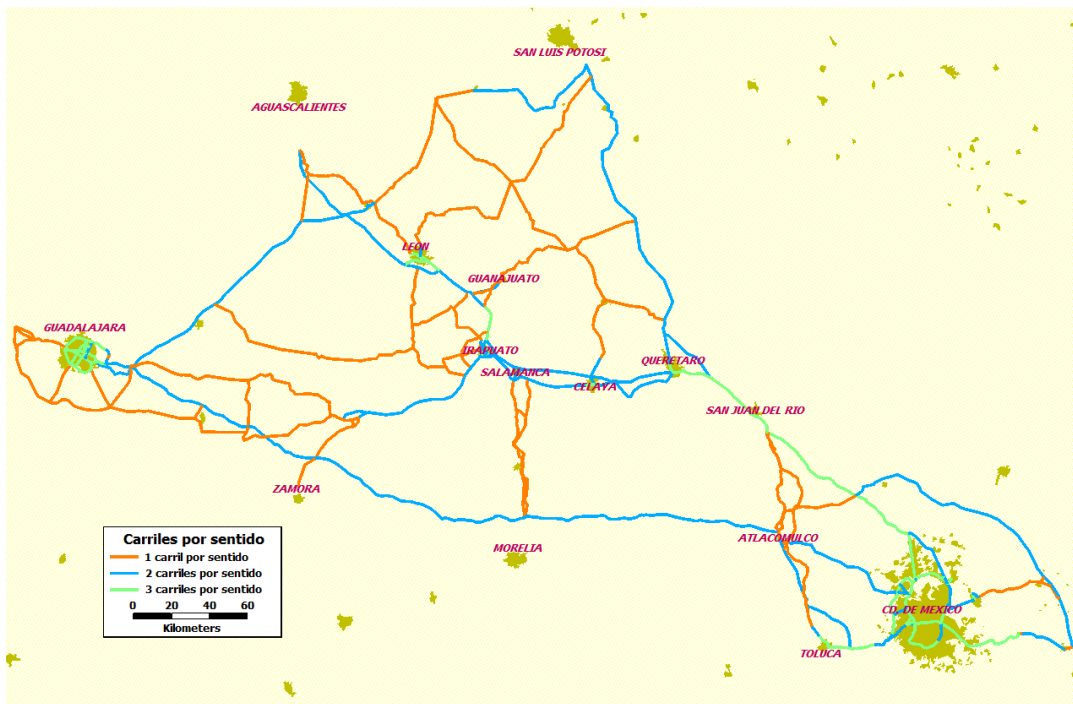 SAN LUIS POTOSI
AGUASCALIENTES
LEON
GUANAJUATO
GUADALAJARA
IRAPUATO
QUERETARO
SALAMANCA
CELAYA
SAN JUAN DEL RIO
ZAMORA
ATLACOMULCO
MORELIA
CD. DE MEXICO
TOLUCA
Carriles por sentido
1 carril por sentido
2 carriles por sentido
3 carriles por sentido
0 20 40 60
Kilometers